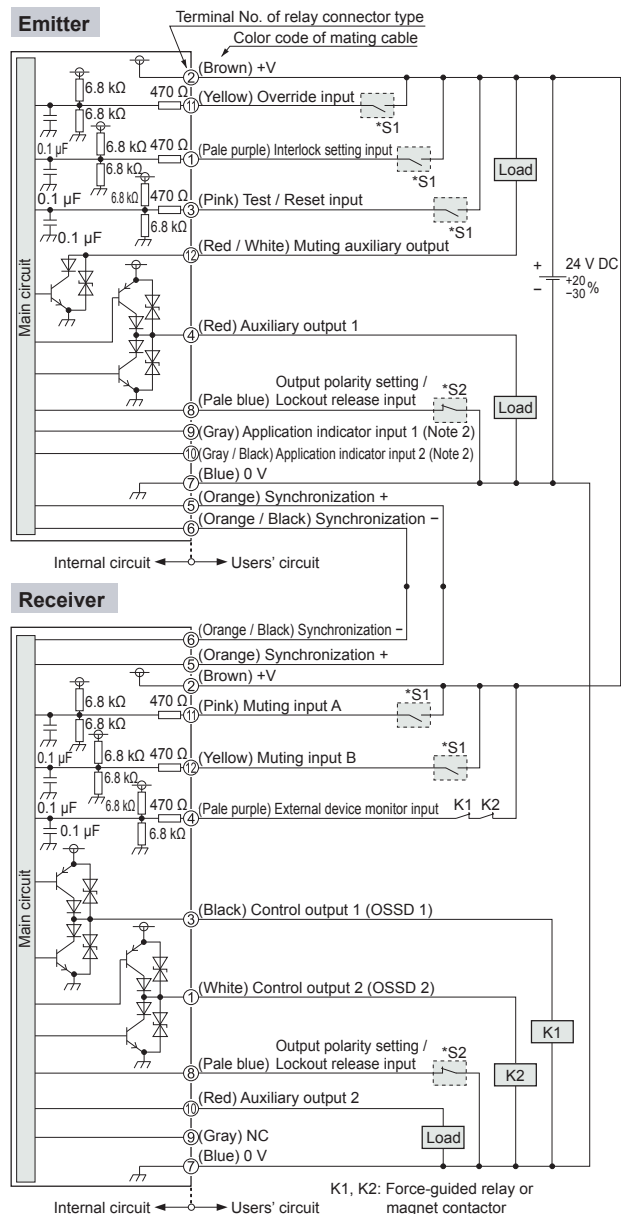 Emitter
Terminal No. of relay connector type
Color code of mating cable
② (Brown) +V
6.8 kΩ
470 Ω
⑪ (Yellow) Override input
*S1
6.8 kΩ
0.1 µF
6.8 kΩ
470 Ω
① (Pale purple) Interlock setting input
*S1
6.8 kΩ
Load
0.1 µF
6.8 kΩ
470 Ω
③ (Pink) Test / Reset input
*S1
6.8 kΩ
0.1 µF
⑫ (Red / White) Muting auxiliary output
+
−
24 V DC
+20
−30 %
Main circuit
④ (Red) Auxiliary output 1
Output polarity setting /
⑧ (Pale blue) Lockout release input
*S2
Load
⑨ (Gray) Application indicator input 1 (Note 2)
⑩ (Gray / Black) Application indicator input 2 (Note 2)
⑦ (Blue) 0 V
⑤ (Orange) Synchronization +
⑥ (Orange / Black) Synchronization −
Internal circuit
Users' circuit
Receiver
⑥ (Orange / Black) Synchronization −
⑤ (Orange) Synchronization +
② (Brown) +V
6.8 kΩ
470 Ω
⑪ (Pink) Muting input A
*S1
6.8 kΩ
0.1 µF
6.8 kΩ
470 Ω
⑫ (Yellow) Muting input B
*S1
6.8 kΩ
0.1 µF
6.8 kΩ
470 Ω
④ (Pale purple) External device monitor input
K1 K2
6.8 kΩ
0.1 µF
Main circuit
③ (Black) Control output 1 (OSSD 1)
① (White) Control output 2 (OSSD 2)
K1
K2
Output polarity setting /
⑧ (Pale blue) Lockout release input
*S2
⑩ (Red) Auxiliary output 2
Load
⑨ (Gray) NC
⑦ (Blue) 0 V
K1, K2: Force-guided relay or
magnet contactor
Internal circuit
Users' circuit